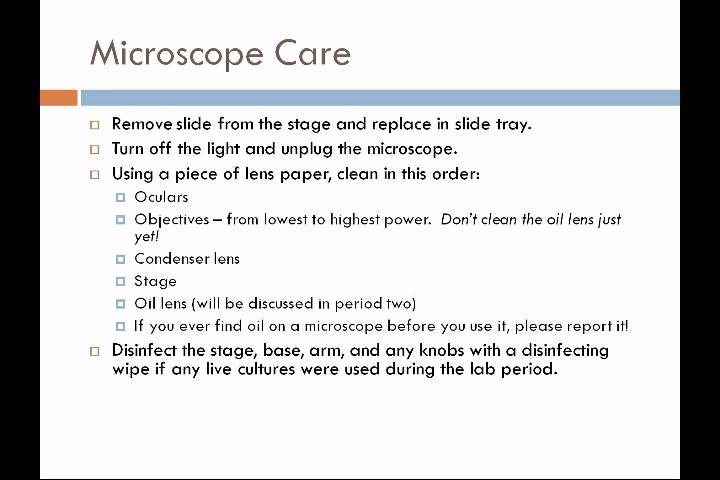 Microscope Care
Remove slide from the stage and replace in slide tray.
Turn off the light and unplug the microscope.
Using a piece of lens paper, clean in this order:
Oculars
Objectives – from lowest to highest power. Don't clean the oil lens just
yet!
Condenser lens
Stage
Oil lens (will be discussed in period two)
If you ever find oil on a microscope before you use it, please report it!
Disinfect the stage, base, arm, and any knobs with a disinfecting
wipe if any live cultures were used during the lab period.